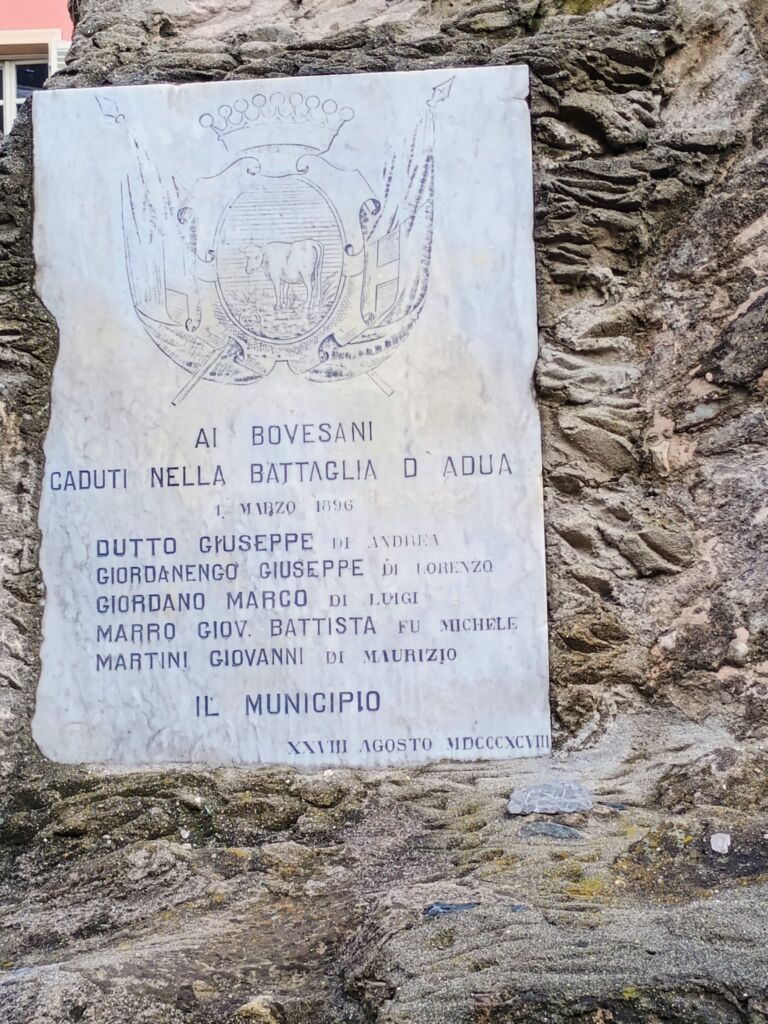 AI BOVESANI
CADUTI NELLA BATTAGLIA D'ADUA
1. MARZO 1896
DUTTO GIUSEPPE DI ANDREA
GIORDANENGO GIUSEPPE DI LORENZO
GIORDANO MARCO DI LUIGI
MARRO GIOV. BATTISTA FU MICHELE
MARTINI GIOVANNI DI MAURIZIO
IL MUNICIPIO
XXVIII AGOSTO MDCCCXCVIII